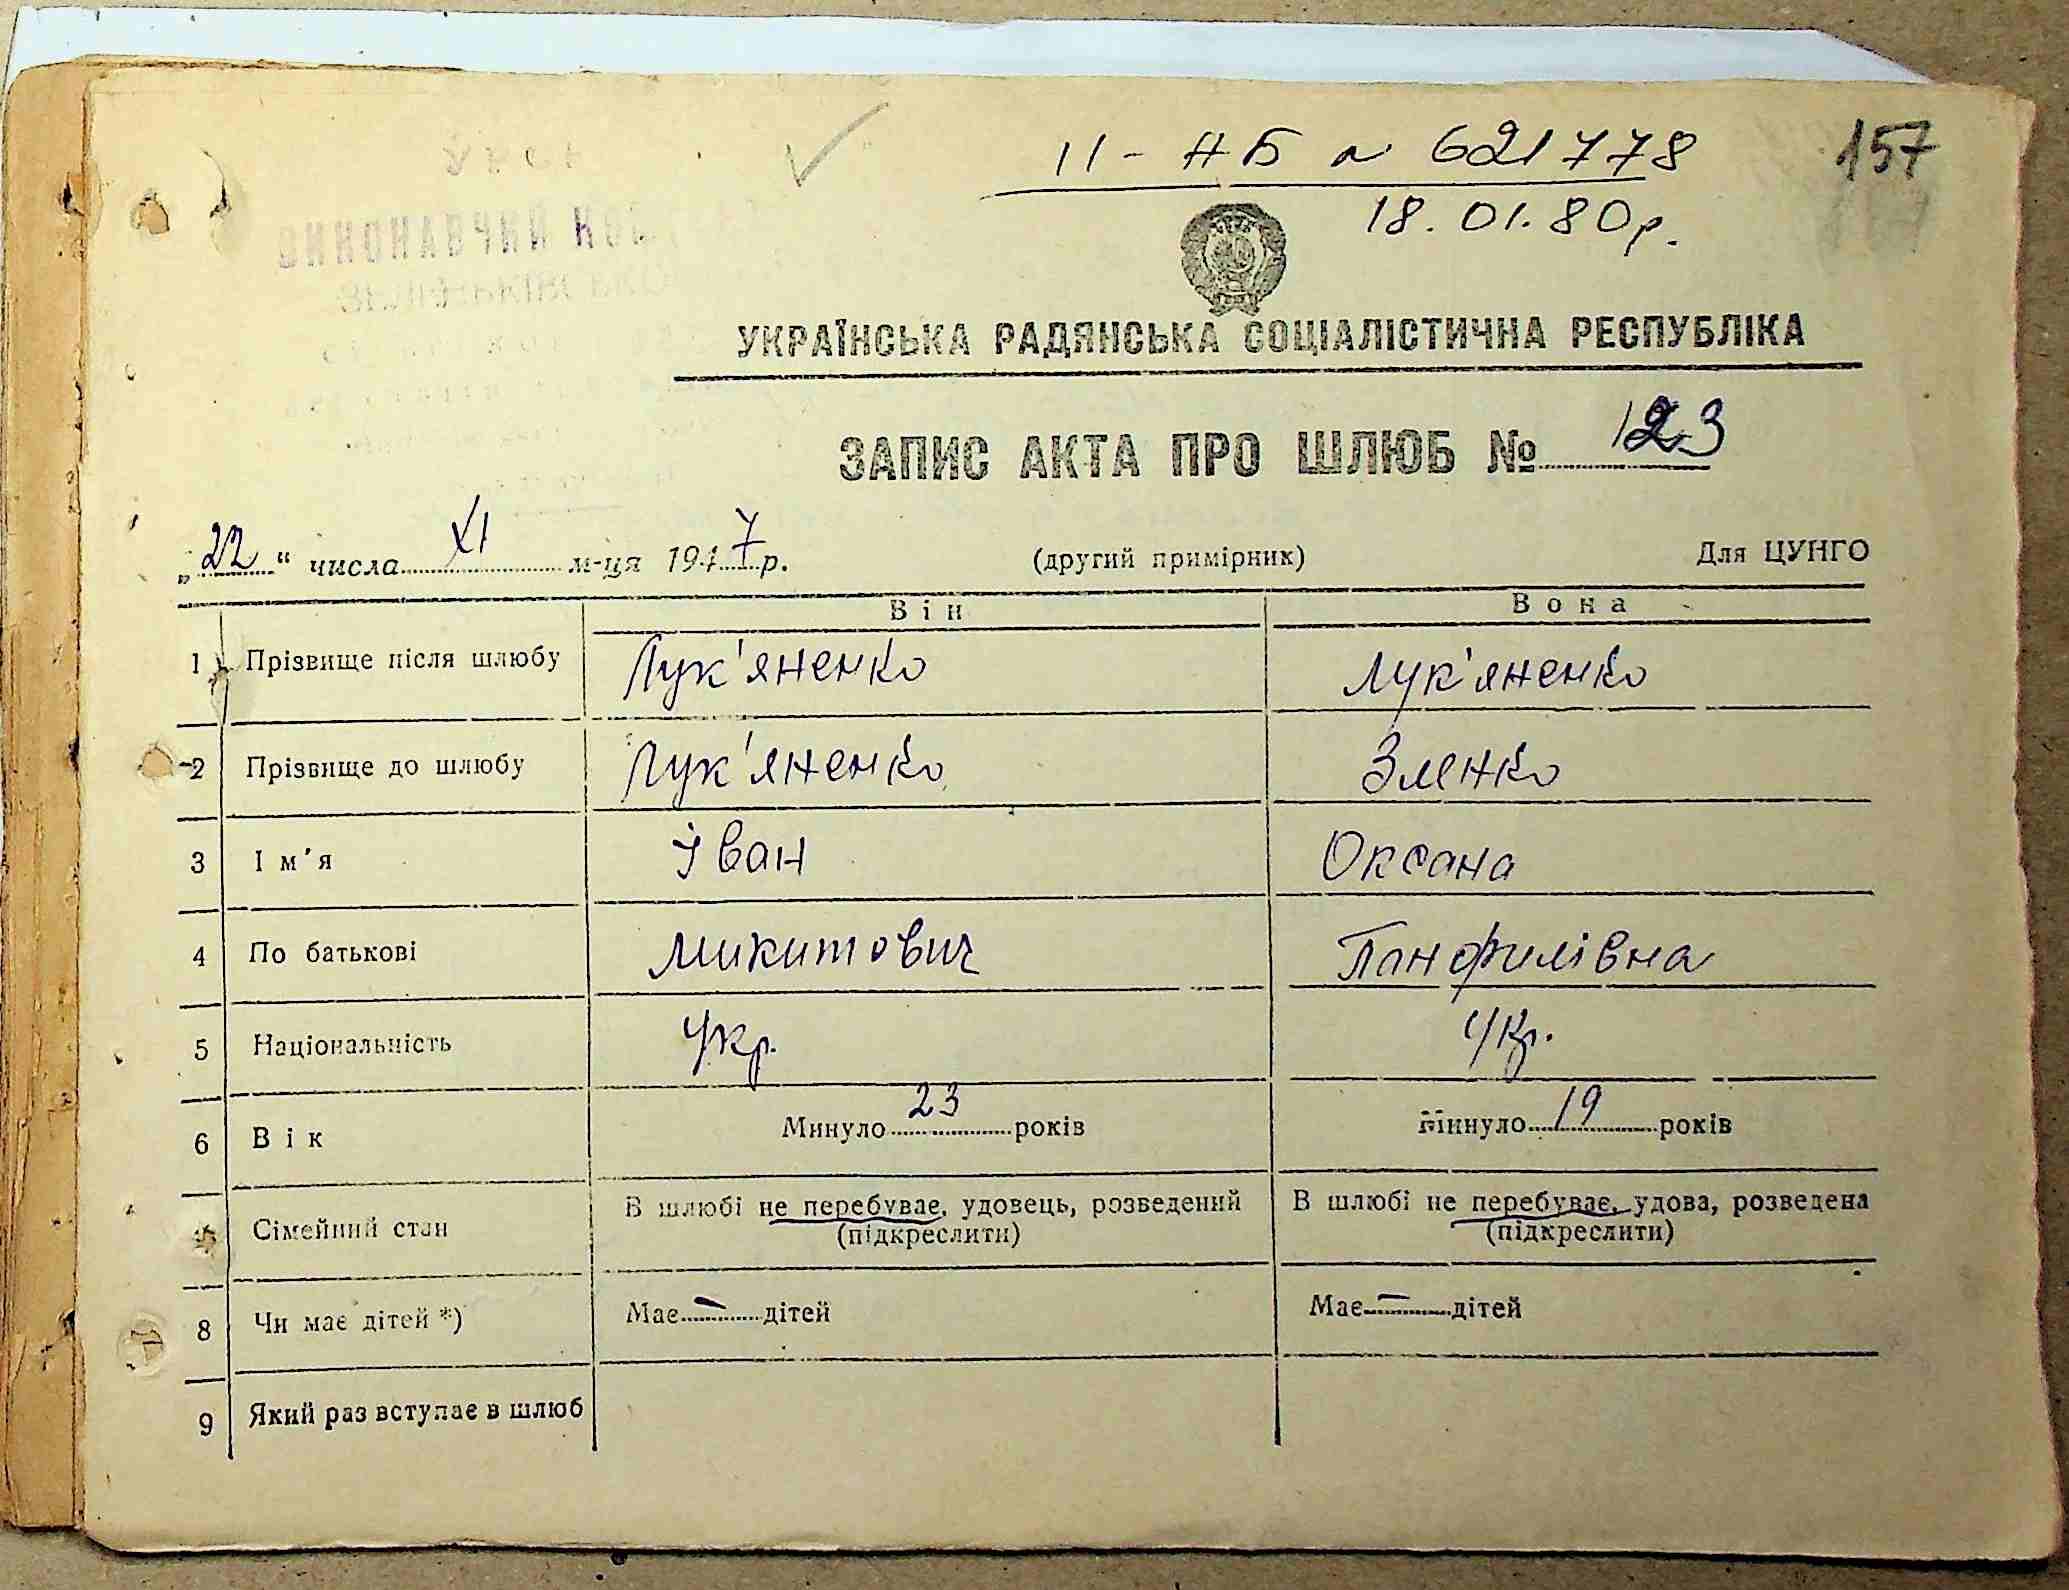 II-НБ № 621778
157
18.01.80р.
УКРАЇНСЬКА РАДЯНСЬКА СОЦІАЛІСТИЧНА РЕСПУБЛІКА
ЗАПИС АКТА ПРО ШЛЮБ № 123
„22“ числа XI м-ця 1947 р. (другий примірник) Для ЦУНГО
Він Вона
1 Прізвище після шлюбу Лук'яненко Лук'яненко
2 Прізвище до шлюбу Лук'яненко Зленко
3 Ім'я Іван Оксана
4 По батькові Микитович Панфилівна
5 Національність Укр. Укр.
6 Вік Минуло 23 років Минуло 19 років
Сімейний стан В шлюбі не перебуває, удовець, розведений В шлюбі не перебуває, удова, розведена
(підкреслити) (підкреслити)
8 Чи має дітей *) Має – дітей Має – дітей
9 Який раз вступає в шлюб